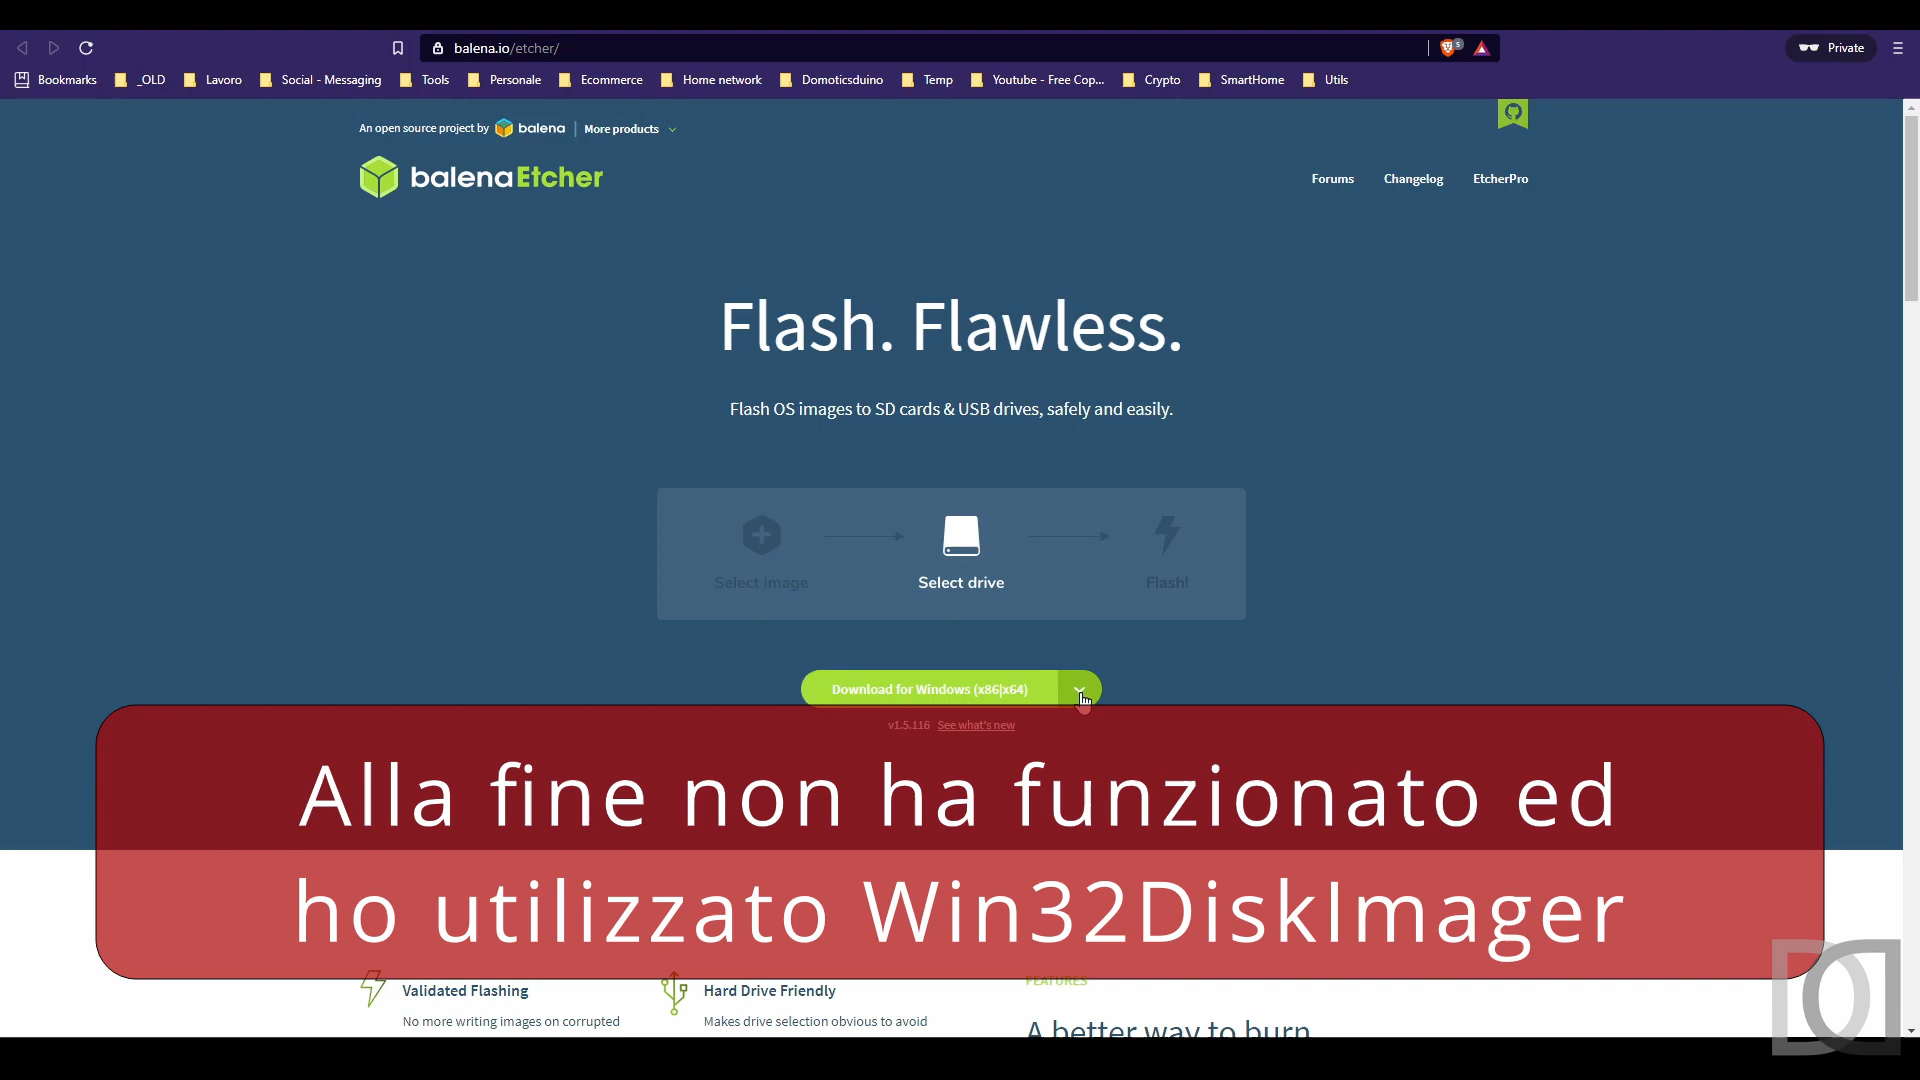 balena.io/etcher/
5
Private
Bookmarks
_OLD
Lavoro
Social - Messaging
Tools
Personale
Ecommerce
Home network
Domoticsduino
Temp
Youtube - Free Cop...
Crypto
SmartHome
Utils
An open source project by balena
More products
balenaEtcher
Forums
Changelog
EtcherPro
Flash. Flawless.
Flash OS images to SD cards & USB drives, safely and easily.
Select image
Select drive
Flash!
Download for Windows (x86|x64)
v1.5.116 See what's new
Alla fine non ha funzionato ed
ho utilizzato Win32DiskImager
Validated Flashing
No more writing images on corrupted
Hard Drive Friendly
Makes drive selection obvious to avoid
FEATURES
A better way to burn